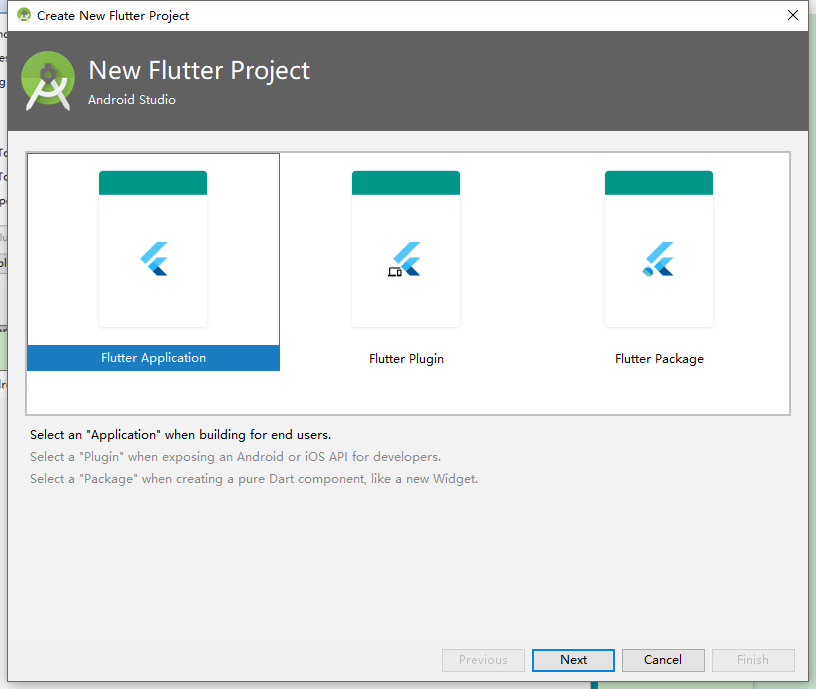 Create New Flutter Project
New Flutter Project
Android Studio
Flutter Application
Flutter Plugin
Flutter Package
Select an "Application" when building for end users.
Select a "Plugin" when exposing an Android or iOS API for developers.
Select a "Package" when creating a pure Dart component, like a new Widget.
Previous
Next
Cancel
Finish